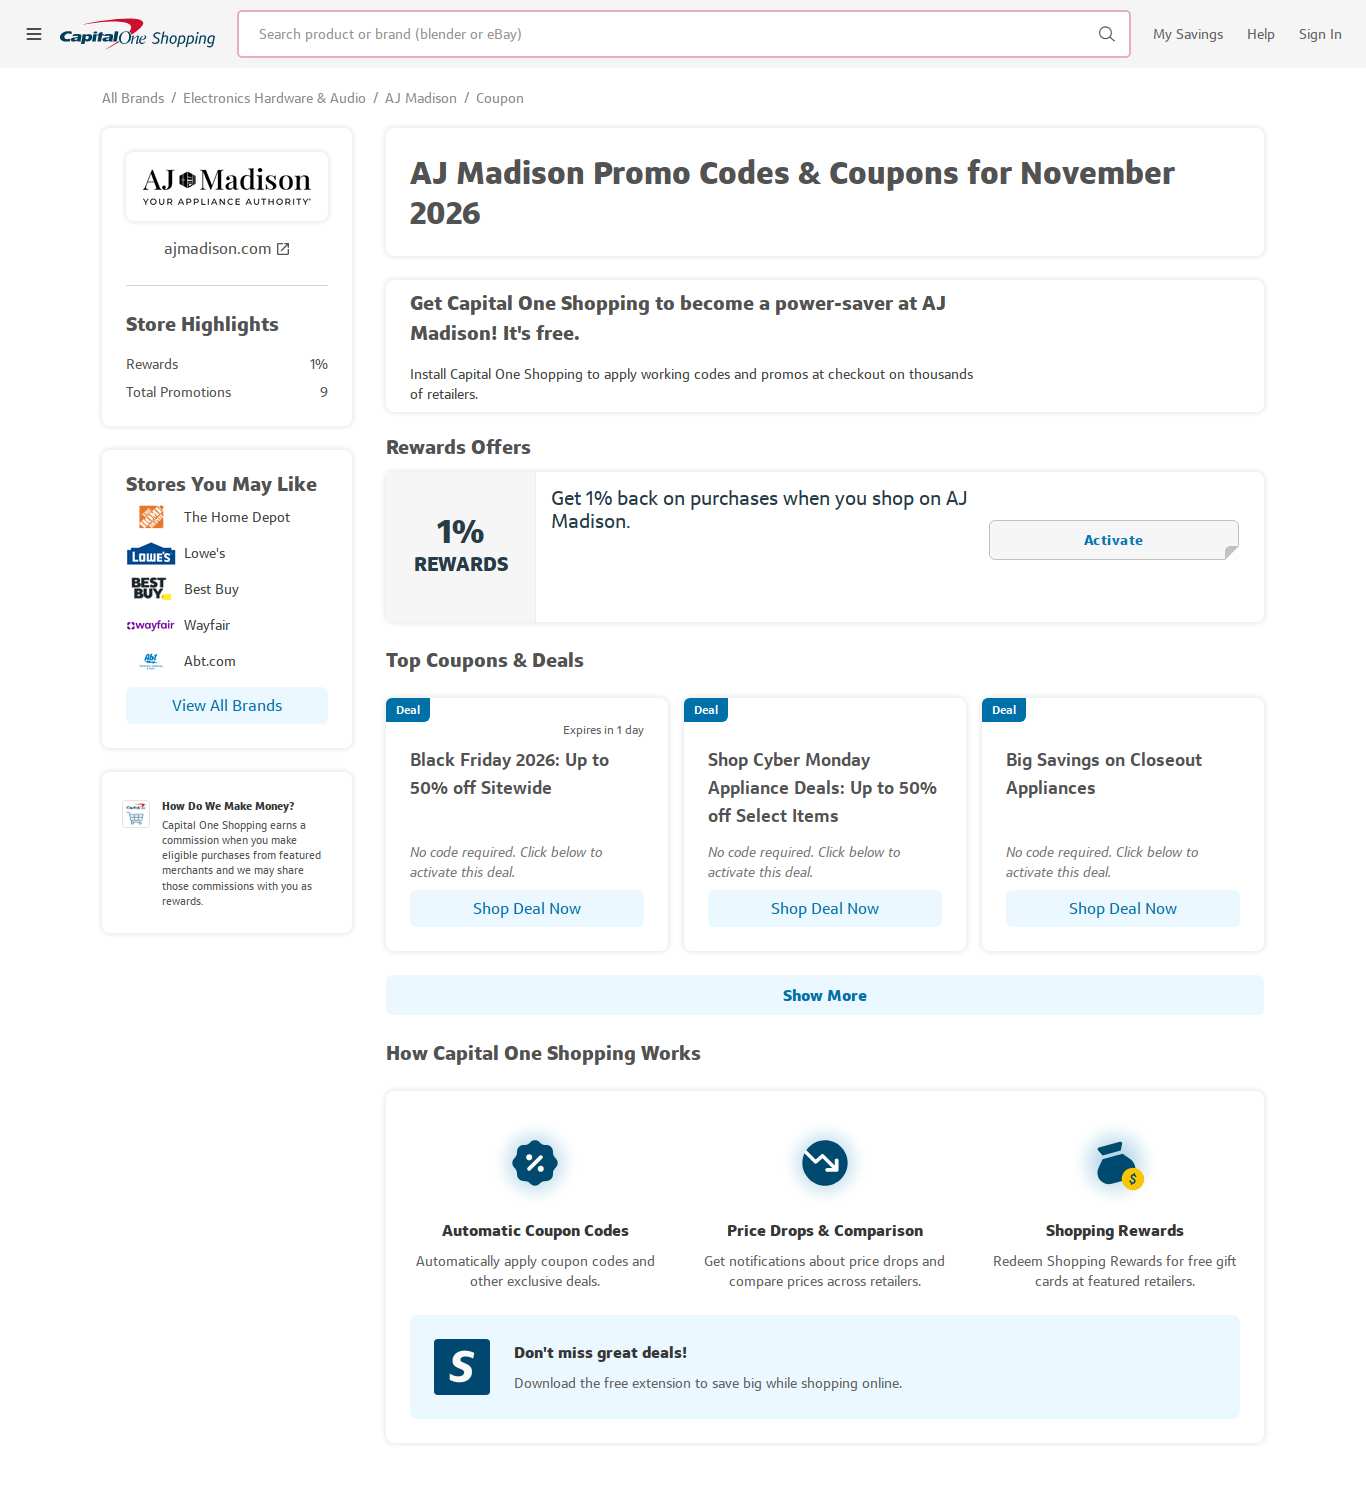 Capital One Shopping
Search product or brand (blender or eBay)
My Savings
Help
Sign In
All Brands / Electronics Hardware & Audio / AJ Madison / Coupon
AJ Madison
YOUR APPLIANCE AUTHORITY
ajmadison.com
Store Highlights
Rewards 1%
Total Promotions 9
Stores You May Like
The Home Depot
LOWE'S Lowe's
BEST BUY Best Buy
wayfair Wayfair
Abt Abt.com
View All Brands
How Do We Make Money?
Capital One Shopping earns a
commission when you make
eligible purchases from featured
merchants and we may share
those commissions with you as
rewards.
AJ Madison Promo Codes & Coupons for November
2026
Get Capital One Shopping to become a power-saver at AJ
Madison! It's free.
Install Capital One Shopping to apply working codes and promos at checkout on thousands
of retailers.
Rewards Offers
1%
REWARDS
Get 1% back on purchases when you shop on AJ
Madison.
Activate
Top Coupons & Deals
Deal
Expires in 1 day
Black Friday 2026: Up to
50% off Sitewide
No code required. Click below to
activate this deal.
Shop Deal Now
Deal
Shop Cyber Monday
Appliance Deals: Up to 50%
off Select Items
No code required. Click below to
activate this deal.
Shop Deal Now
Deal
Big Savings on Closeout
Appliances
No code required. Click below to
activate this deal.
Shop Deal Now
Show More
How Capital One Shopping Works
Automatic Coupon Codes
Automatically apply coupon codes and
other exclusive deals.
Price Drops & Comparison
Get notifications about price drops and
compare prices across retailers.
Shopping Rewards
Redeem Shopping Rewards for free gift
cards at featured retailers.
S
Don't miss great deals!
Download the free extension to save big while shopping online.